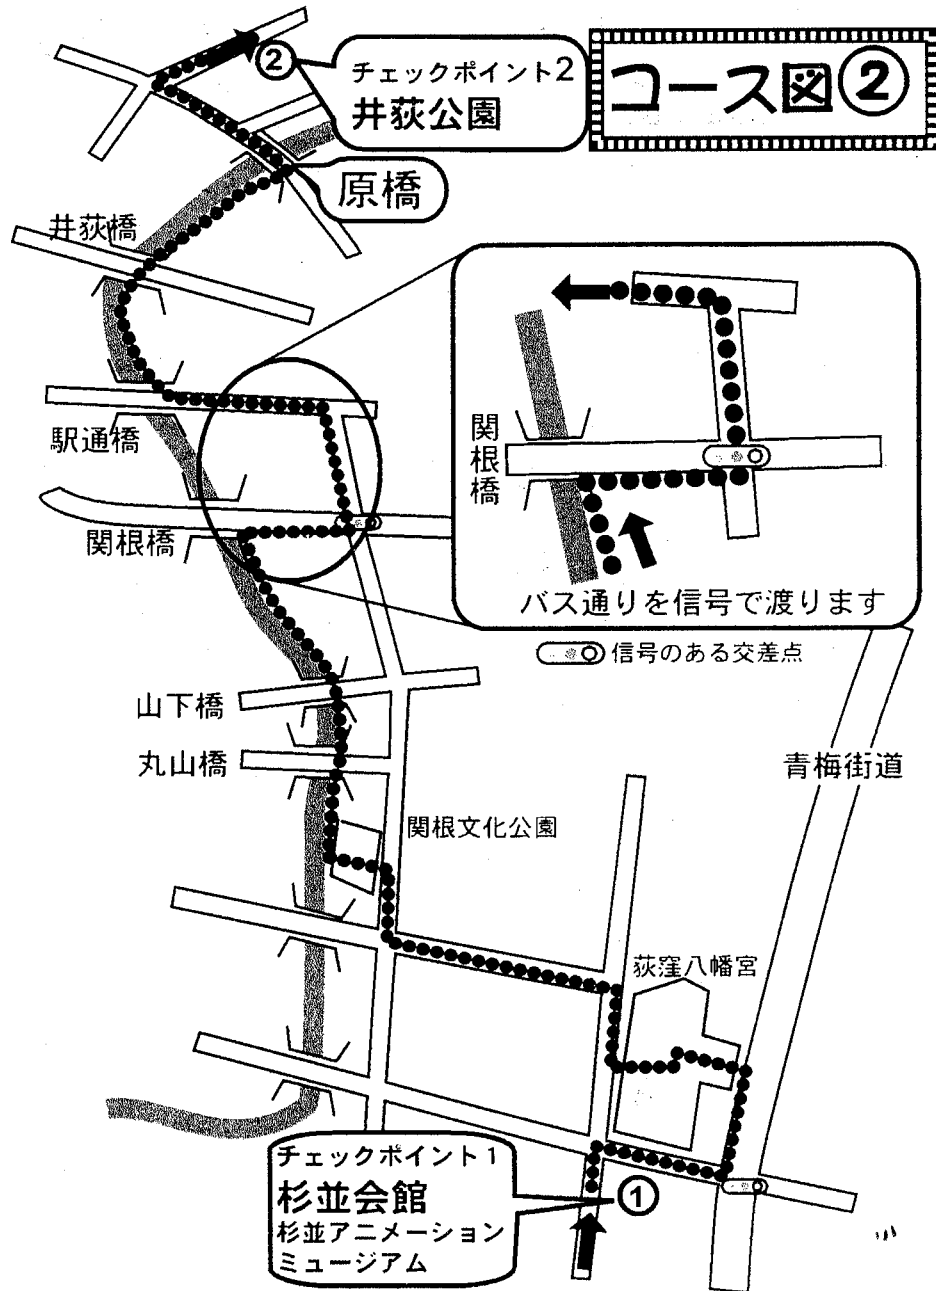 コース図②
②
チェックポイント2
井荻公園
原橋
井荻橋
駅通橋
関根橋
関根橋
バス通りを信号で渡ります
信号のある交差点
山下橋
丸山橋
青梅街道
関根文化公園
荻窪八幡宮
チェックポイント1
杉並会館
杉並アニメーション
ミュージアム
①